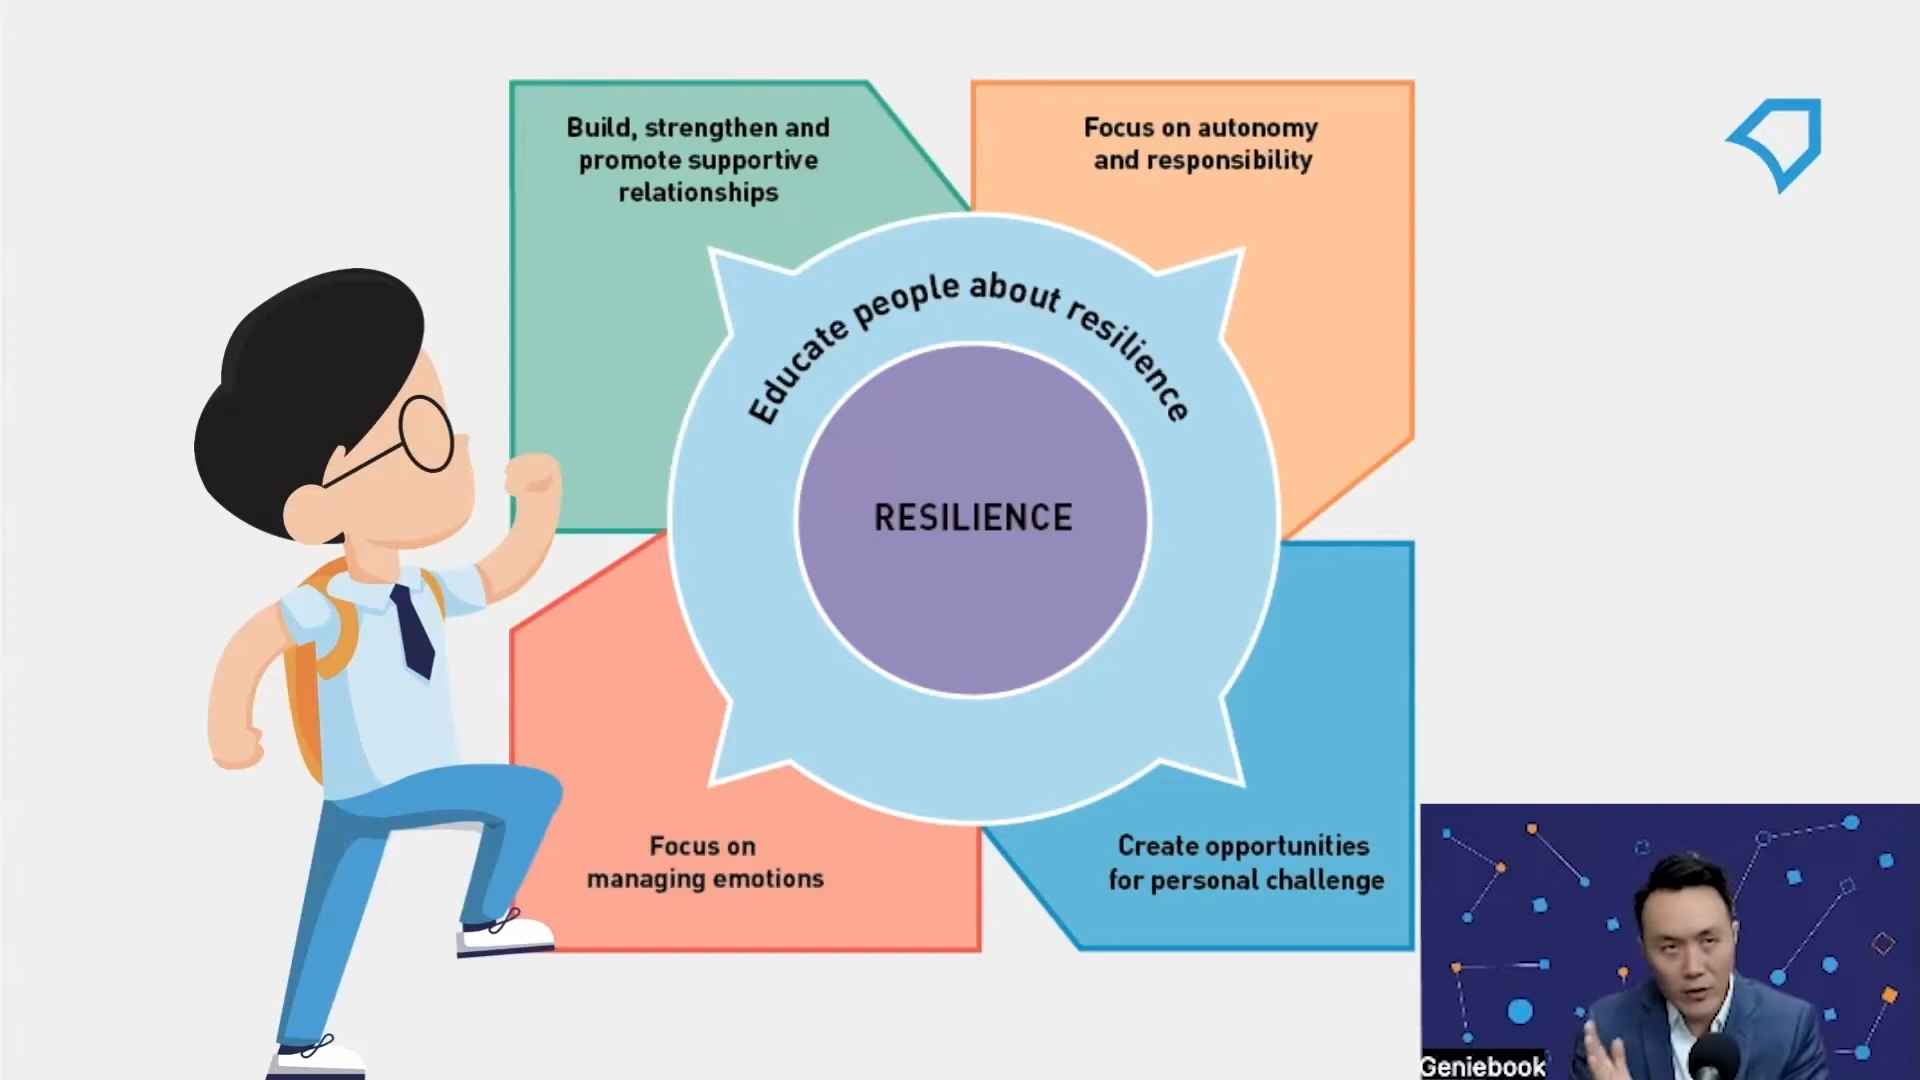 Build, strengthen and
promote supportive
relationships
Focus on autonomy
and responsibility
Educate people about resilience
RESILIENCE
Focus on
managing emotions
Create opportunities
for personal challenge
Geniebook